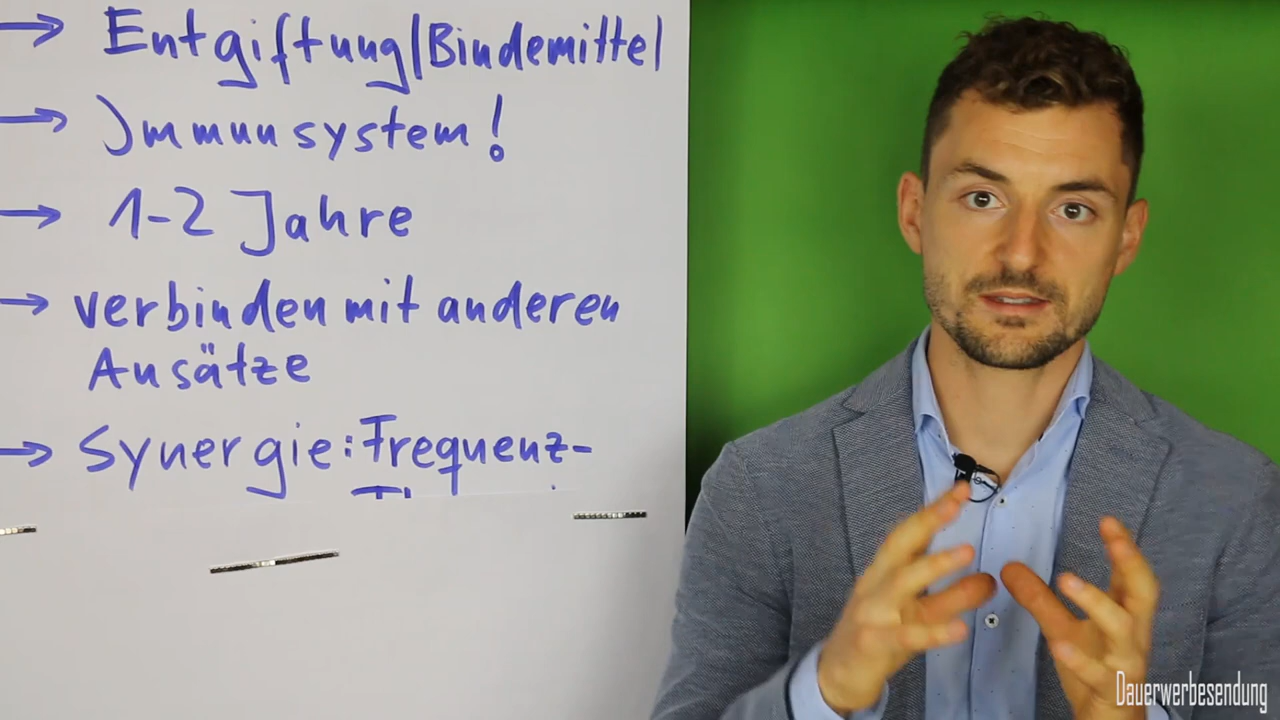 → Entgiftung/Bindemittel
→ Immunsystem!
→ 1-2 Jahre
→ verbinden mit anderen
Ansätze
→ Synergie: Frequenz-
Dauerwerbesendung